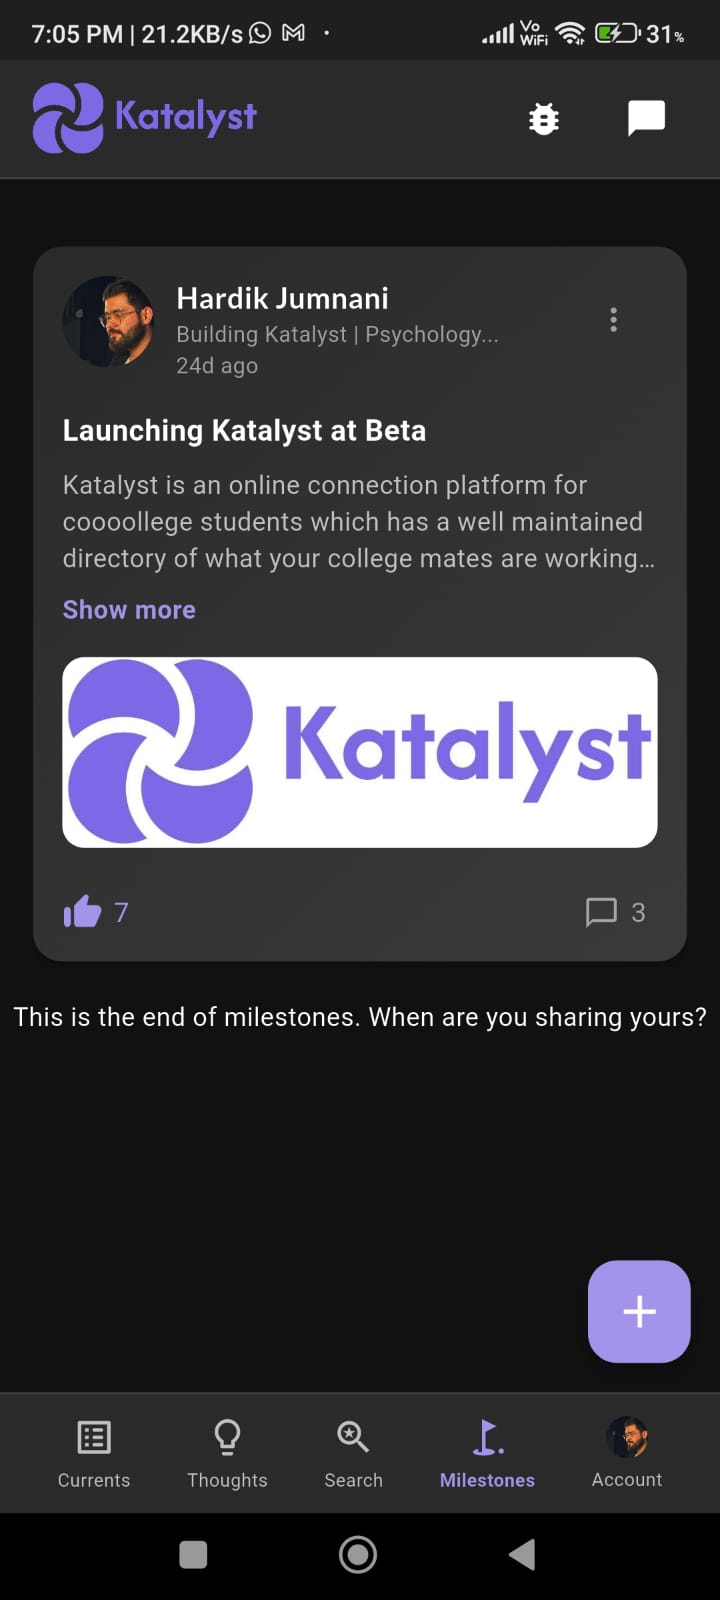 7:05 PM | 21.2KB/s Vo WiFi 31%
Katalyst
Hardik Jumnani
Building Katalyst | Psychology...
24d ago
Launching Katalyst at Beta
Katalyst is an online connection platform for
coooollege students which has a well maintained
directory of what your college mates are working...
Show more
Katalyst
7 3
This is the end of milestones. When are you sharing yours?
Currents Thoughts Search Milestones Account